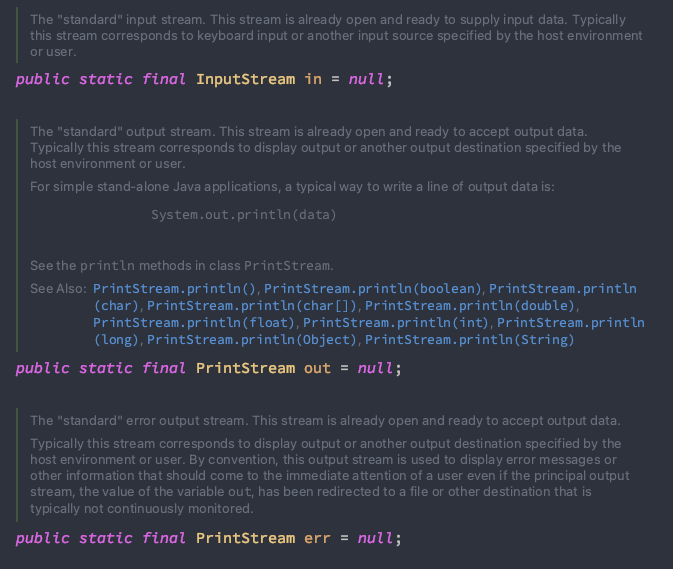 The "standard" input stream. This stream is already open and ready to supply input data. Typically
this stream corresponds to keyboard input or another input source specified by the host environment
or user.
public static final InputStream in = null;
The "standard" output stream. This stream is already open and ready to accept output data.
Typically this stream corresponds to display output or another output destination specified by the
host environment or user.
For simple stand-alone Java applications, a typical way to write a line of output data is:
System.out.println(data)
See the println methods in class PrintStream.
See Also: PrintStream.println(), PrintStream.println(boolean), PrintStream.println
(char), PrintStream.println(char[]), PrintStream.println(double),
PrintStream.println(float), PrintStream.println(int), PrintStream.println
(long), PrintStream.println(Object), PrintStream.println(String)
public static final PrintStream out = null;
The "standard" error output stream. This stream is already open and ready to accept output data.
Typically this stream corresponds to display output or another output destination specified by the
host environment or user. By convention, this output stream is used to display error messages or
other information that should come to the immediate attention of a user even if the principal output
stream, the value of the variable out, has been redirected to a file or other destination that is
typically not continuously monitored.
public static final PrintStream err = null;